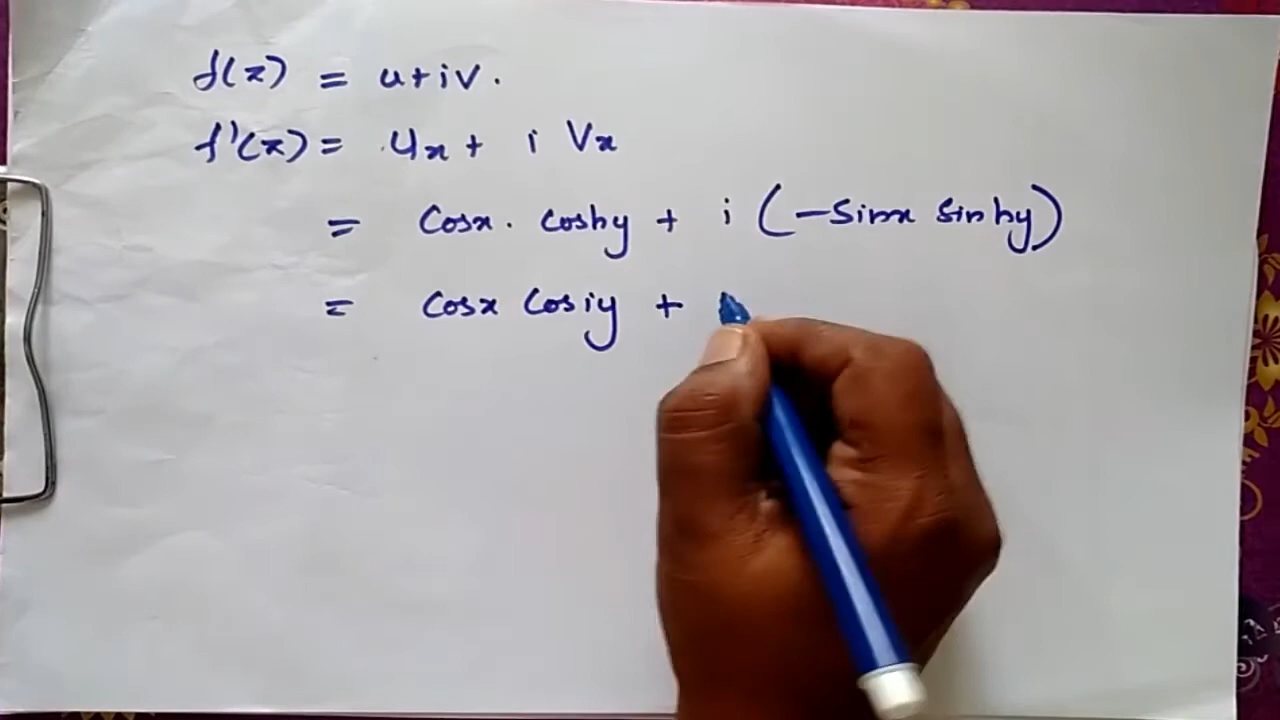 f(z) = u+iv.
f'(z) = ux + i Vx
= Cosx. coshy + i (-Sinx sinhy)
= Cosx Cosiy +